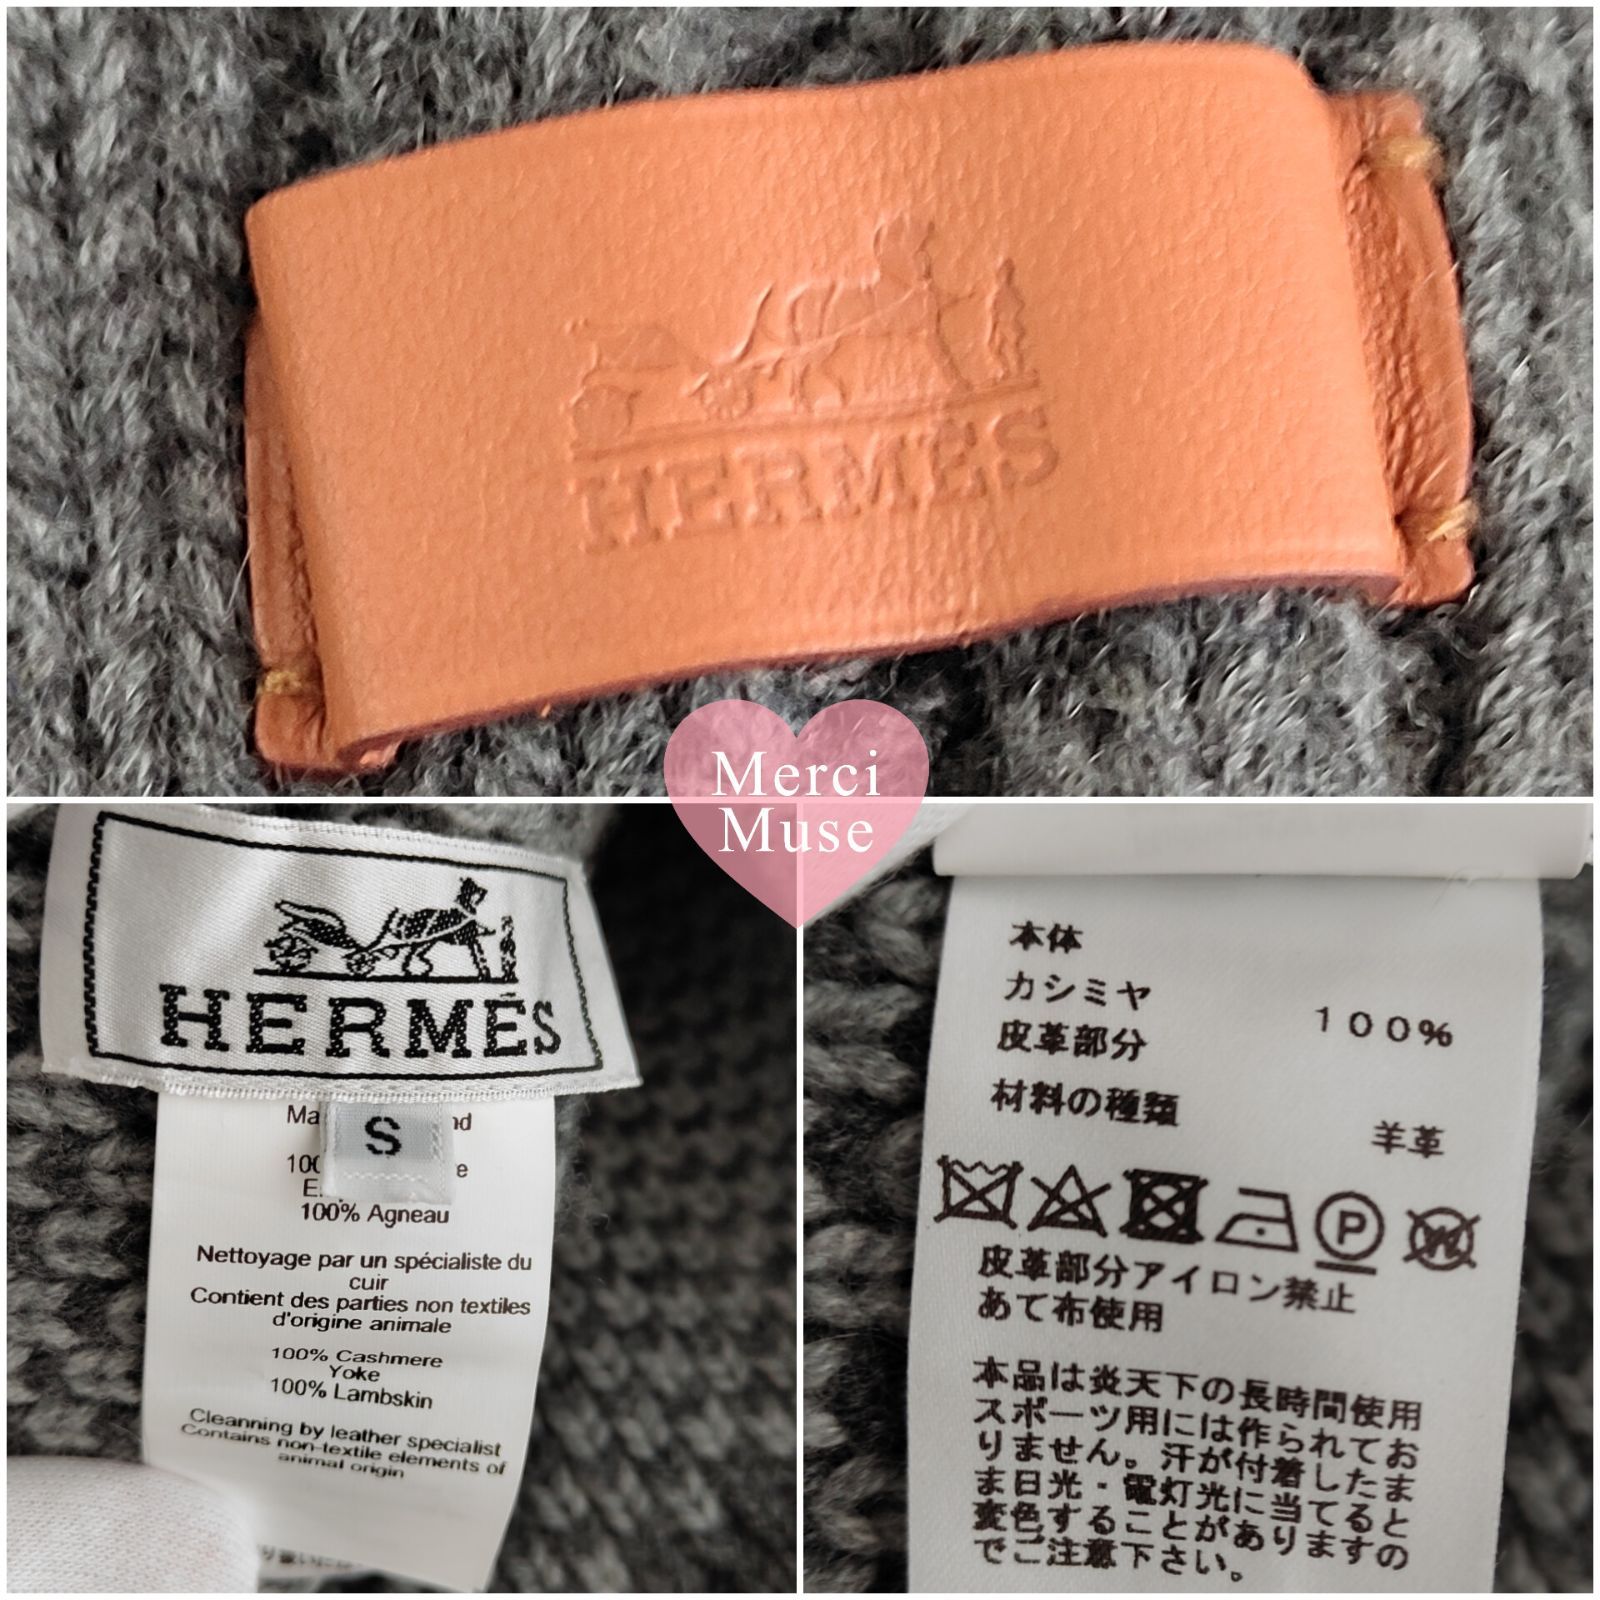 HERMÈS
Merci
Muse
HERMÈS
S
100% Agneau
Nettoyage par un spécialiste du
cuir
Contient des parties non textiles
d'origine animale
100% Cashmere
Yoke
100% Lambskin
Cleanning by leather specialist
Contains non-textile elements of
animal origin
本体
カシミヤ 100%
皮革部分
材料の種類 羊革
P
W
皮革部分アイロン禁止
あて布使用
本品は炎天下の長時間使用
スポーツ用には作られてお
りません。汗が付着したま
ま日光・電灯光に当てると
変色することがありますの
でご注意下さい。